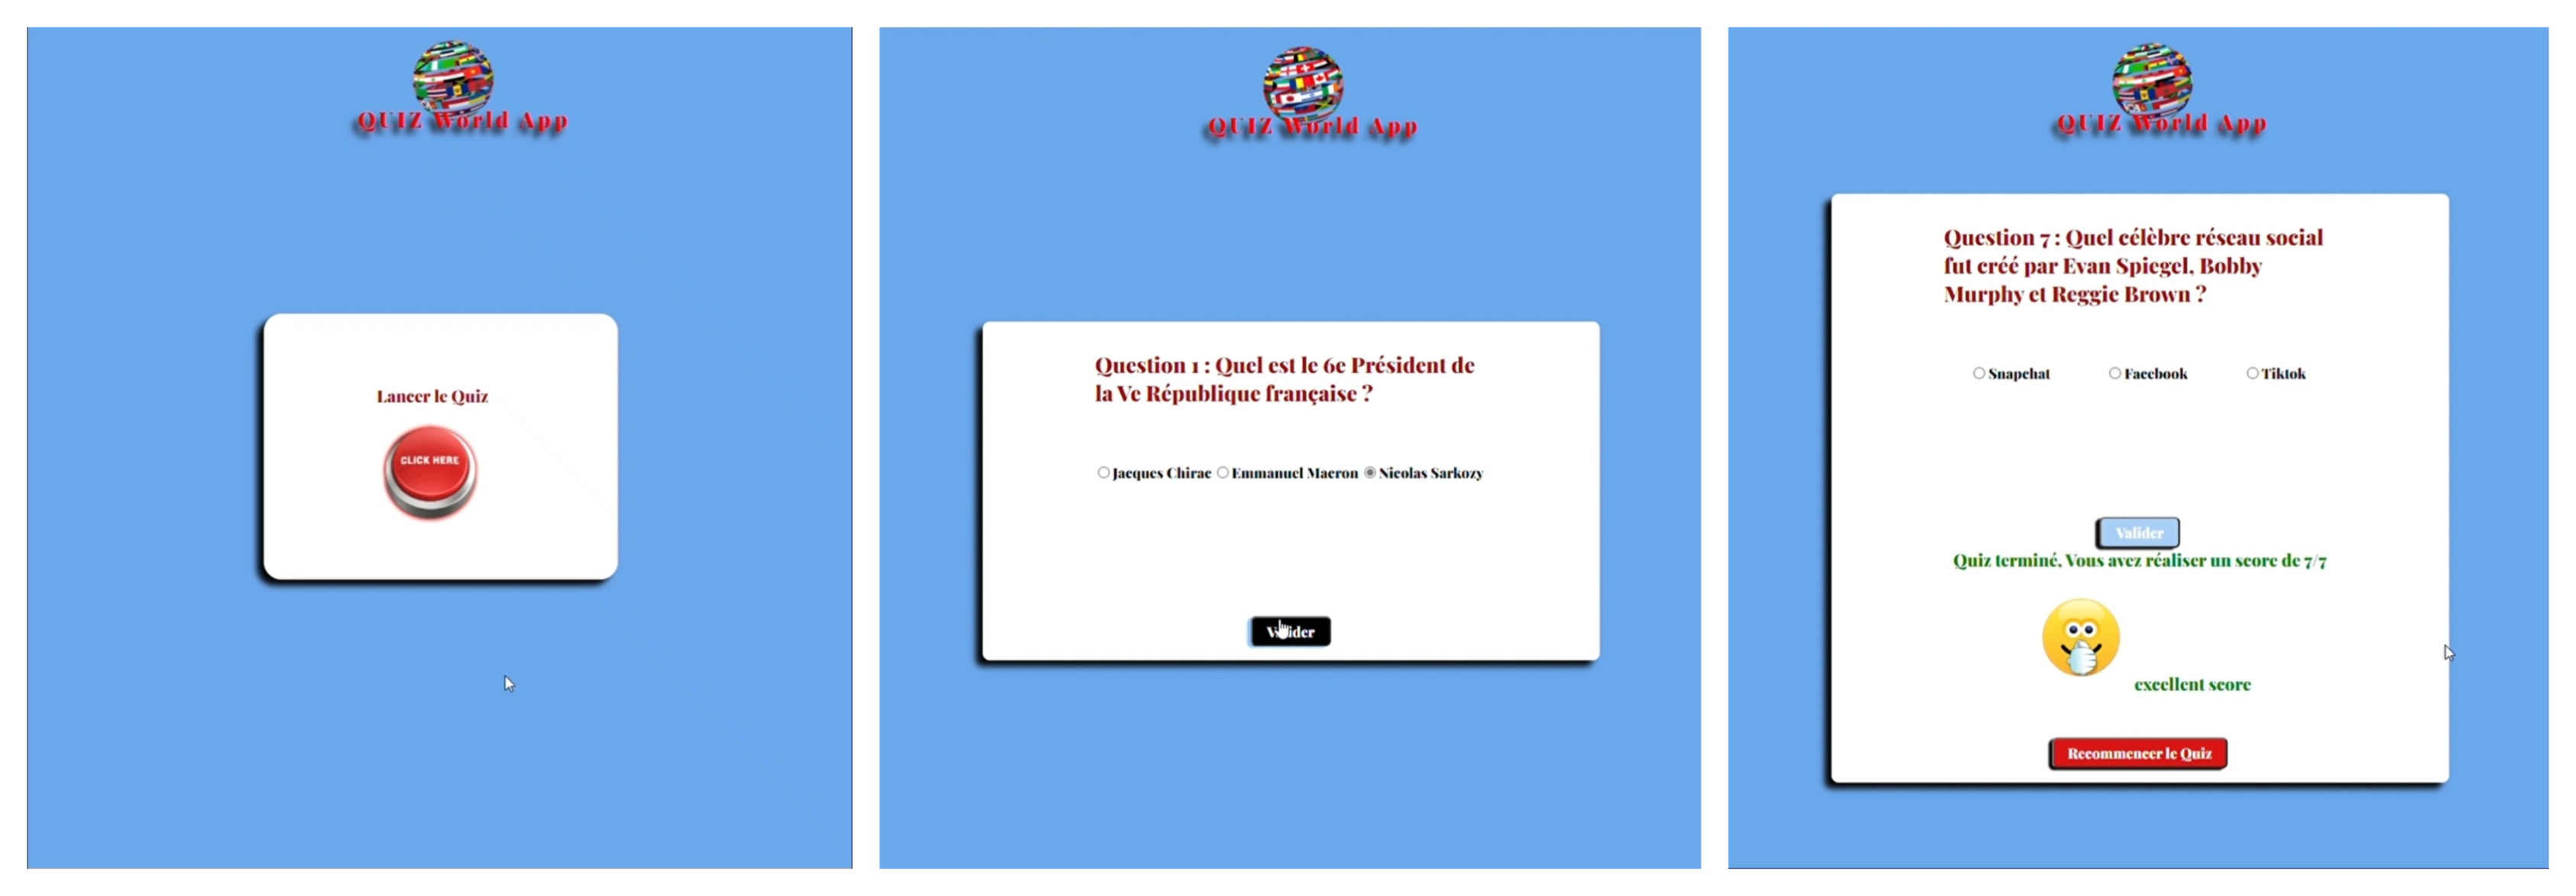 QUIZ World App
Lancer le Quiz
CLICK HERE
QUIZ World App
Question 1 : Quel est le 6e Président de
la Ve République française ?
Jacques Chirac Emmanuel Macron Nicolas Sarkozy
Valider
QUIZ World App
Question 7 : Quel célèbre réseau social
fut créé par Evan Spiegel, Bobby
Murphy et Reggie Brown ?
Snapchat Facebook Tiktok
Valider
Quiz terminé, Vous avez réaliser un score de 7/7
excellent score
Recommencer le Quiz